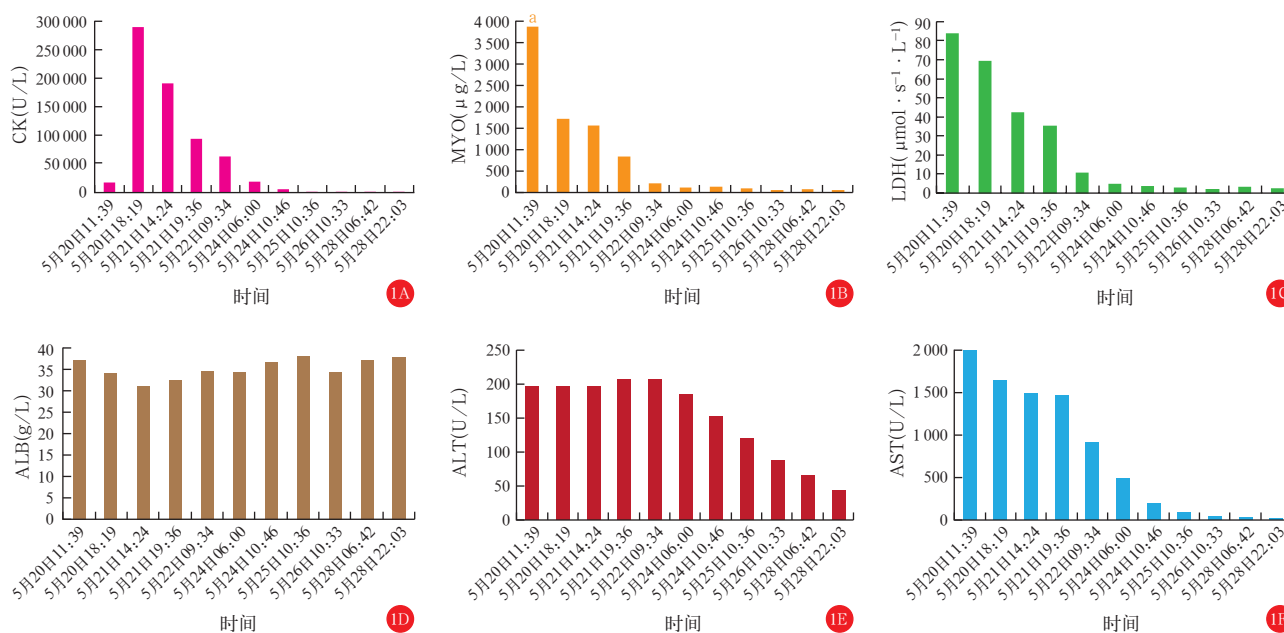 CK(U/L)
300 000
250 000
200 000
150 000
100 000
50 000
0
5月20日11:39
5月20日18:19
5月21日14:24
5月21日19:36
5月22日09:34
5月24日06:00
5月24日10:46
5月25日10:36
5月26日10:33
5月28日06:42
5月28日22:03
时间
1A
MYO(μg/L)
a
4 000
3 500
3 000
2 500
2 000
1 500
1 000
500
0
5月20日11:39
5月20日18:19
5月21日14:24
5月21日19:36
5月22日09:34
5月24日06:00
5月24日10:46
5月25日10:36
5月26日10:33
5月28日06:42
5月28日22:03
时间
1B
LDH(μmol·s⁻¹·L⁻¹)
90
80
70
60
50
40
30
20
10
0
5月20日11:39
5月20日18:19
5月21日14:24
5月21日19:36
5月22日09:34
5月24日06:00
5月24日10:46
5月25日10:36
5月26日10:33
5月28日06:42
5月28日22:03
时间
1C
ALB(g/L)
40
35
30
25
20
15
10
5
0
5月20日11:39
5月20日18:19
5月21日14:24
5月21日19:36
5月22日09:34
5月24日06:00
5月24日10:46
5月25日10:36
5月26日10:33
5月28日06:42
5月28日22:03
时间
1D
ALT(U/L)
250
200
150
100
50
0
5月20日11:39
5月20日18:19
5月21日14:24
5月21日19:36
5月22日09:34
5月24日06:00
5月24日10:46
5月25日10:36
5月26日10:33
5月28日06:42
5月28日22:03
时间
1E
AST(U/L)
2 000
1 500
1 000
500
0
5月20日11:39
5月20日18:19
5月21日14:24
5月21日19:36
5月22日09:34
5月24日06:00
5月24日10:46
5月25日10:36
5月26日10:33
5月28日06:42
5月28日22:03
时间